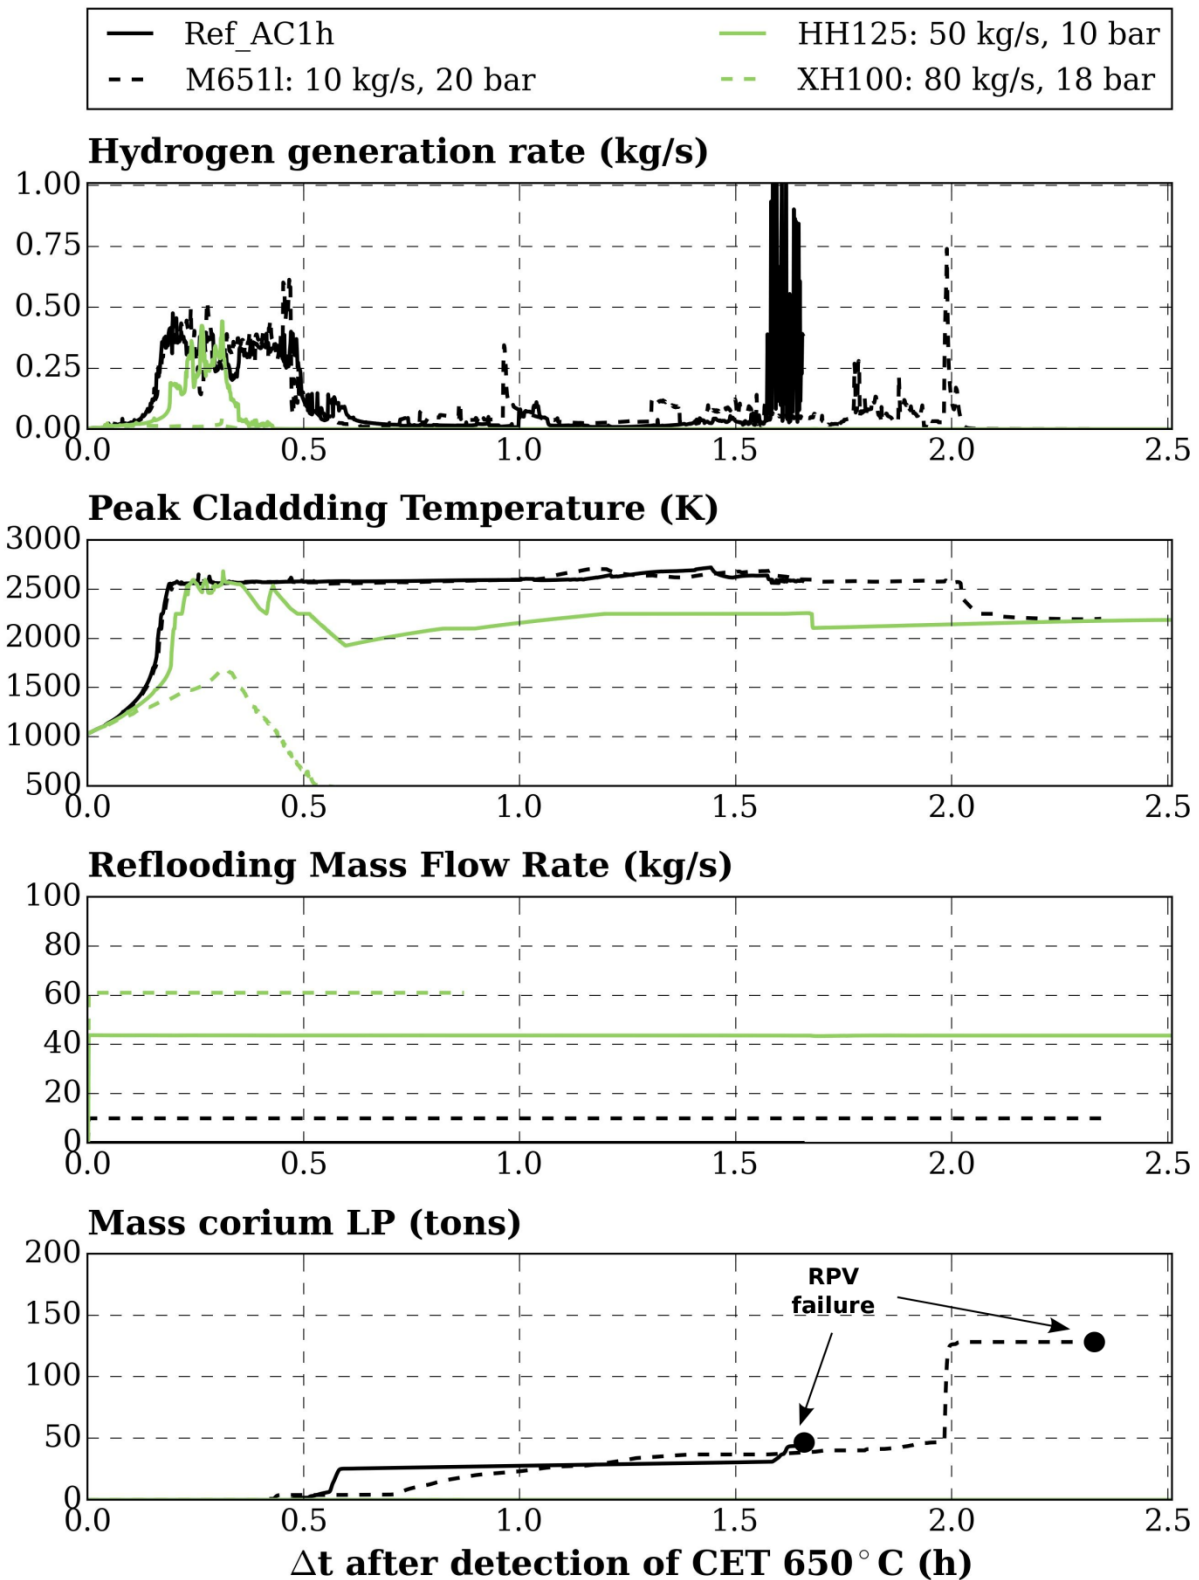 Ref_AC1h
HH125: 50 kg/s, 10 bar
M651l: 10 kg/s, 20 bar
XH100: 80 kg/s, 18 bar
Hydrogen generation rate (kg/s)
1.00
0.75
0.50
0.25
0.00
0.0 0.5 1.0 1.5 2.0 2.5
Peak Claddding Temperature (K)
3000
2500
2000
1500
1000
500
0.0 0.5 1.0 1.5 2.0 2.5
Reflooding Mass Flow Rate (kg/s)
100
80
60
40
20
0
0.0 0.5 1.0 1.5 2.0 2.5
Mass corium LP (tons)
200
150
100
50
0
RPV
failure
0.0 0.5 1.0 1.5 2.0 2.5
Δt after detection of CET 650°C (h)